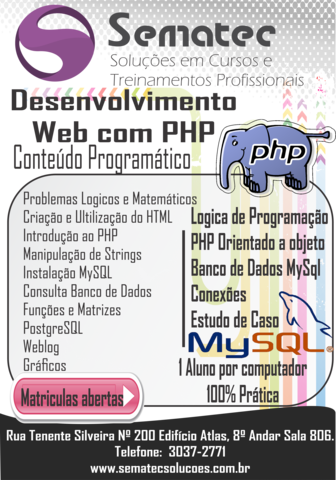 Sematec
Soluções em Cursos e
Treinamentos Profissionais
Desenvolvimento
Web com PHP
Conteúdo Programático
php
Problemas Logicos e Matemáticos
Criação e Ultilização do HTML
Introdução ao PHP
Manipulação de Strings
Instalação MySQL
Consulta Banco de Dados
Funções e Matrizes
PostgreSQL
Weblog
Gráficos
Logica de Programação
PHP Orientado a objeto
Banco de Dados MySql
Conexões
Estudo de Caso
MySQL
1 Aluno por computador
100% Prática
Matriculas abertas
Rua Tenente Silveira Nº 200 Edifício Atlas, 8º Andar Sala 806.
Telefone: 3037-2771
www.sematecsolucoes.com.br